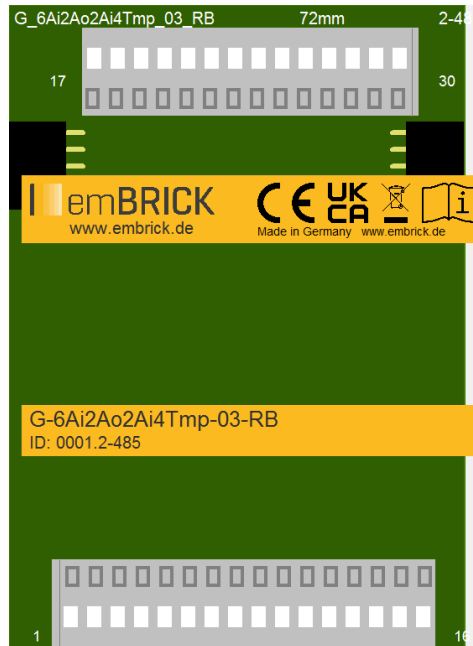 G_6Ai2Ao2Ai4Tmp_03_RB 72mm 2-48
17 30
emBRICK
www.embrick.de
CE UK CA i
Made in Germany www.embrick.de
G-6Ai2Ao2Ai4Tmp-03-RB
ID: 0001.2-485
1 16